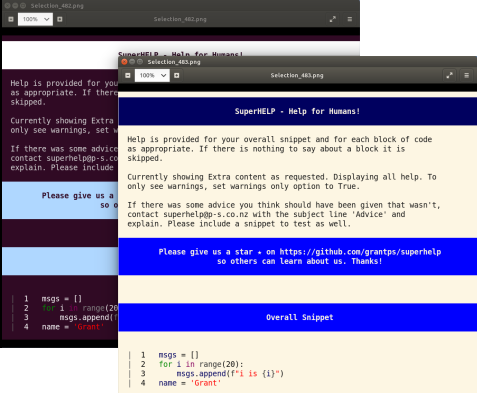 Selection_482.png
100%
Selection_482.png
SuperHELP - Help for Humans!
Help is provided for you
as appropriate. If there
skipped.
Currently showing Extra
only see warnings, set w
If there was some advice
contact superhelp@p-s.co
explain. Please include
Please give us a
so o
| 1 msgs = []
| 2 for i in range(20
| 3 msgs.append(f
| 4 name = 'Grant'
Selection_483.png
100%
Selection_483.png
SuperHELP - Help for Humans!
Help is provided for your overall snippet and for each block of code
as appropriate. If there is nothing to say about a block it is
skipped.
Currently showing Extra content as requested. Displaying all help. To
only see warnings, set warnings only option to True.
If there was some advice you think should have been given that wasn't,
contact superhelp@p-s.co.nz with the subject line 'Advice' and
explain. Please include a snippet to test as well.
Please give us a star ★ on https://github.com/grantps/superhelp
so others can learn about us. Thanks!
Overall Snippet
| 1 msgs = []
| 2 for i in range(20):
| 3 msgs.append(f"i is {i}")
| 4 name = 'Grant'